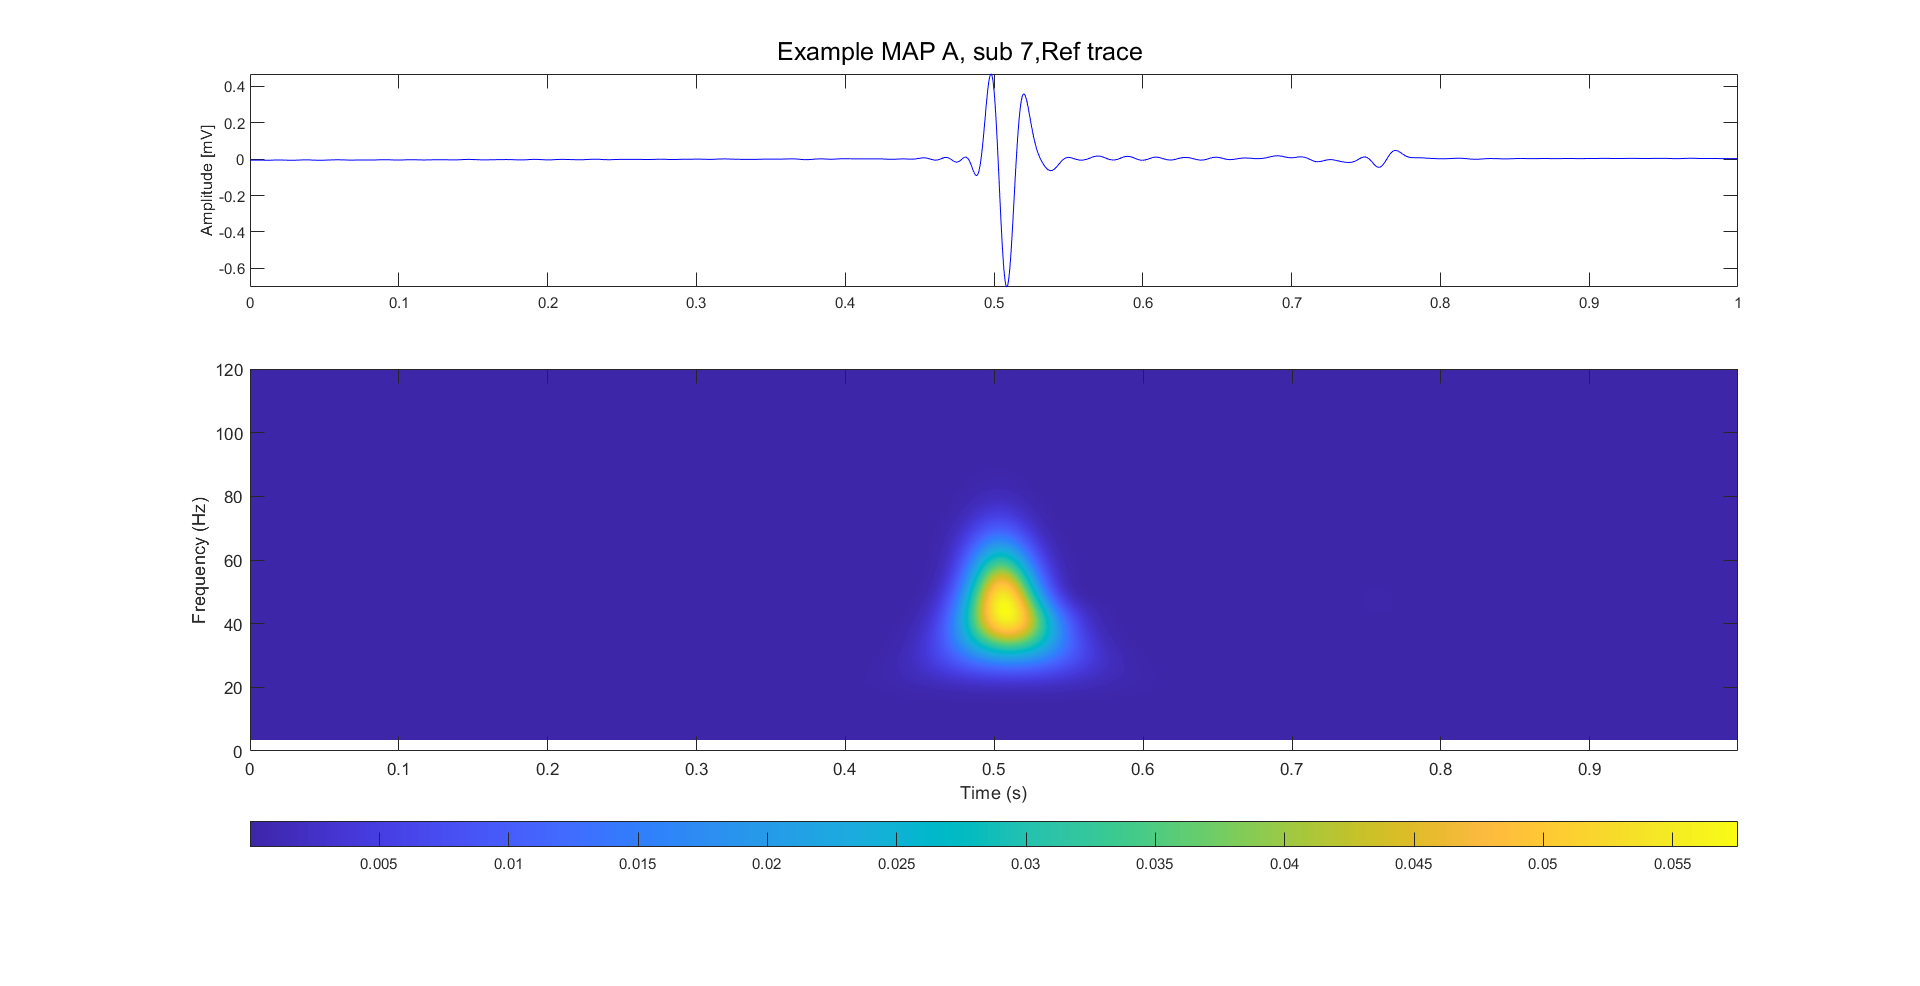 Example MAP A, sub 7,Ref trace
Amplitude [mV]
0.4
0.2
0
-0.2
-0.4
-0.6
0 0.1 0.2 0.3 0.4 0.5 0.6 0.7 0.8 0.9 1
Frequency (Hz)
120
100
80
60
40
20
0
0 0.1 0.2 0.3 0.4 0.5 0.6 0.7 0.8 0.9
Time (s)
0.005 0.01 0.015 0.02 0.025 0.03 0.035 0.04 0.045 0.05 0.055